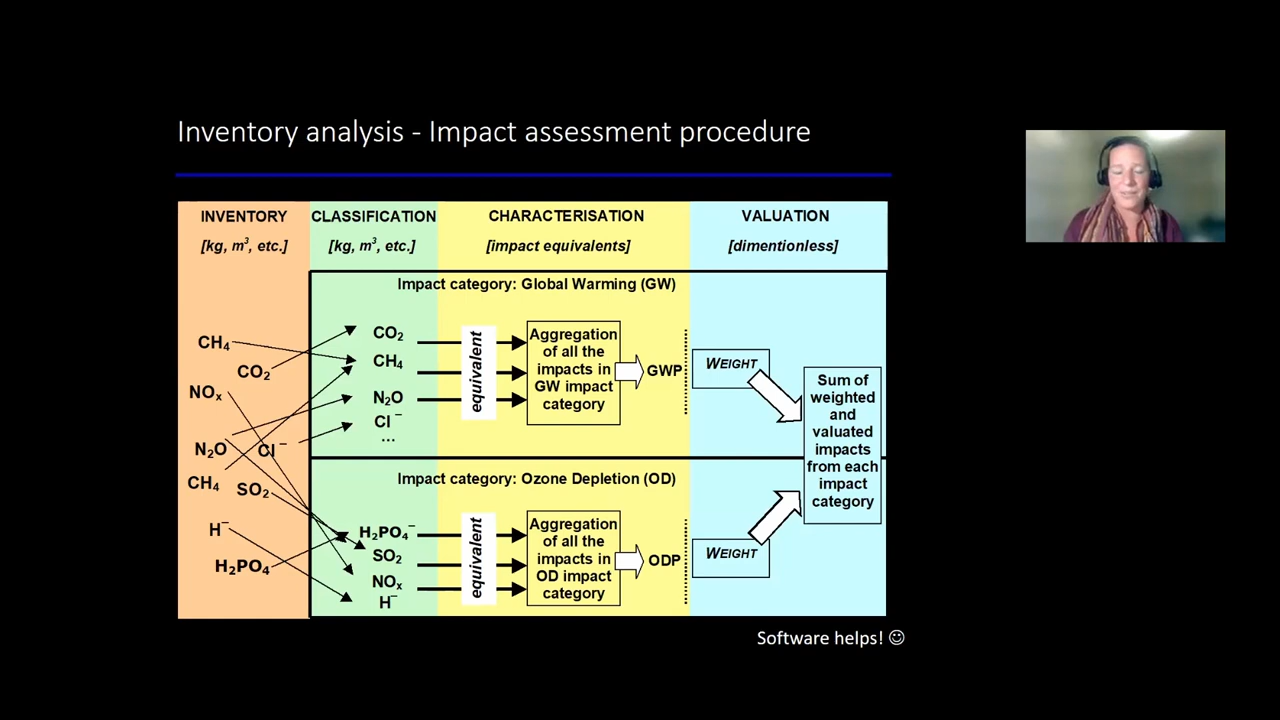 Inventory analysis - Impact assessment procedure
INVENTORY
[kg, m³, etc.]
CLASSIFICATION
[kg, m³, etc.]
CHARACTERISATION
[impact equivalents]
VALUATION
[dimentionless]
Impact category: Global Warming (GW)
CH₄
CO₂
NOₓ
N₂O
Cl⁻
CH₄
SO₂
H⁻
H₂PO₄
CO₂
CH₄
N₂O
Cl⁻
...
equivalent
Aggregation
of all the
impacts in
GW impact
category
GWP
WEIGHT
Impact category: Ozone Depletion (OD)
H₂PO₄⁻
SO₂
NOₓ
H⁻
equivalent
Aggregation
of all the
impacts in
OD impact
category
ODP
WEIGHT
Sum of
weighted
and
valuated
impacts
from each
impact
category
Software helps! ☺